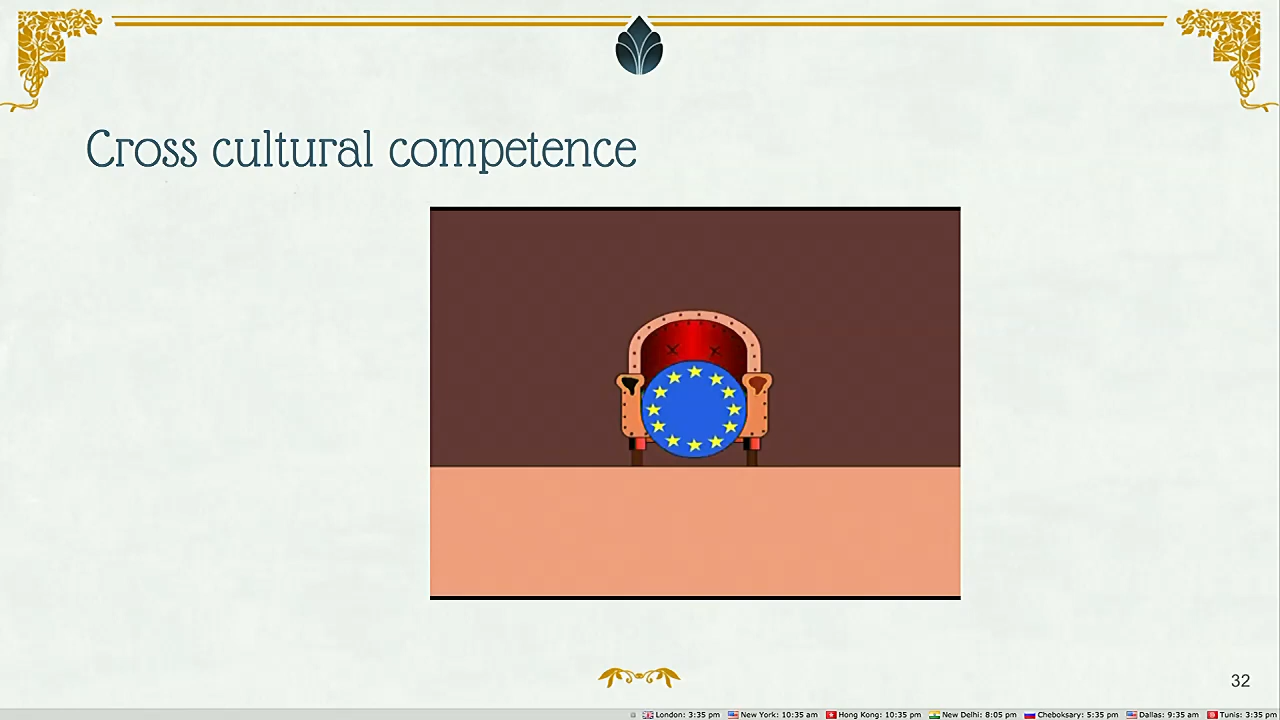 Cross cultural competence
32
London: 3:35 pm New York: 10:35 am Hong Kong: 10:35 pm New Delhi: 8:05 pm Cheboksary: 5:35 pm Dallas: 9:35 am Tunis: 3:35 pm